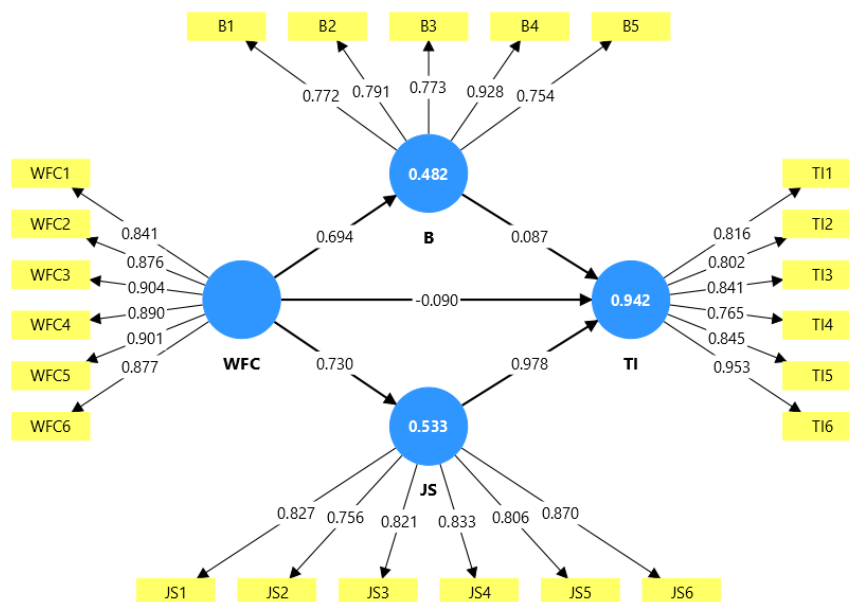 B1 B2 B3 B4 B5
0.772 0.791 0.773 0.928 0.754
WFC1
WFC2
WFC3
WFC4
WFC5
WFC6
0.841
0.876
0.904
0.890
0.901
0.877
WFC
0.482
B
0.694
0.087
-0.090
0.730
0.978
0.942
TI
TI1
TI2
TI3
TI4
TI5
TI6
0.816
0.802
0.841
0.765
0.845
0.953
0.533
JS
0.827 0.756 0.821 0.833 0.806 0.870
JS1 JS2 JS3 JS4 JS5 JS6